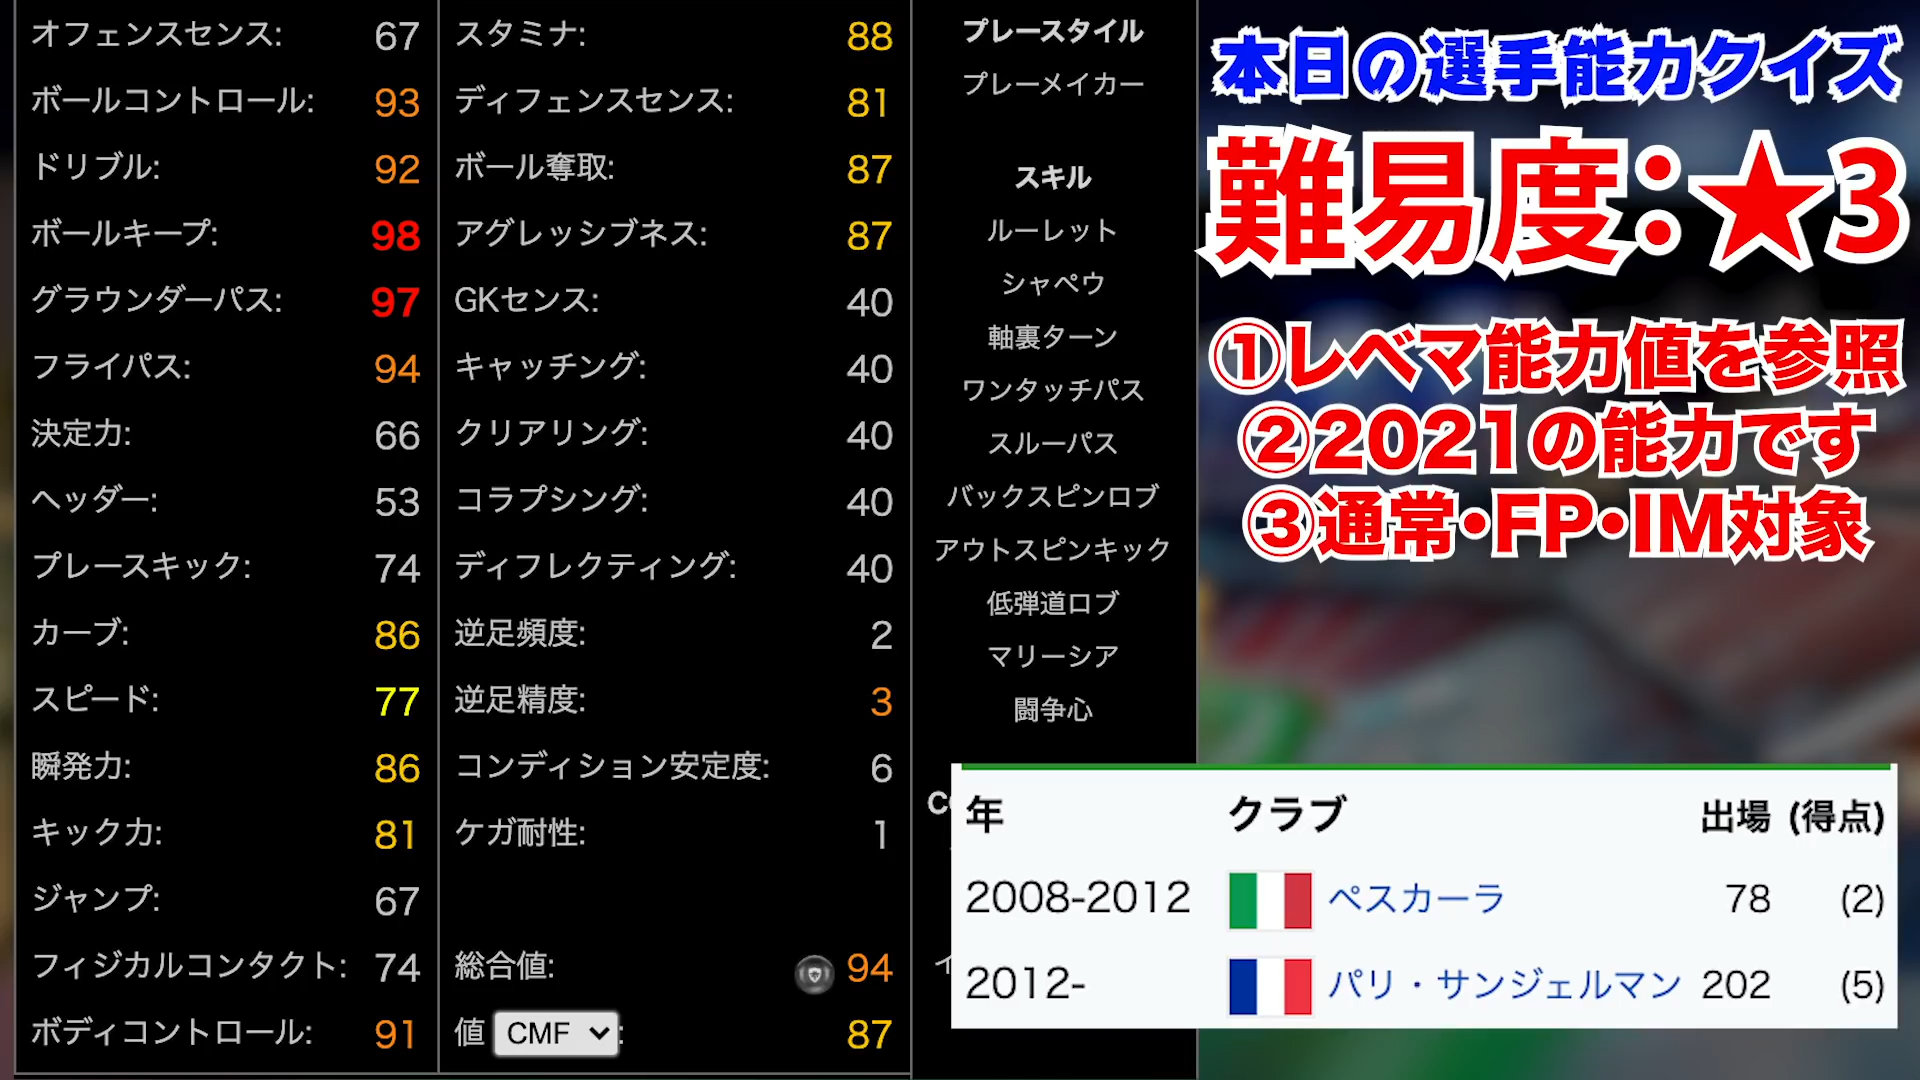 オフェンスセンス: 67
ボールコントロール: 93
ドリブル: 92
ボールキープ: 98
グラウンダーパス: 97
フライパス: 94
決定力: 66
ヘッダー: 53
プレースキック: 74
カーブ: 86
スピード: 77
瞬発力: 86
キック力: 81
ジャンプ: 67
フィジカルコンタクト: 74
ボディコントロール: 91
スタミナ: 88
ディフェンスセンス: 81
ボール奪取: 87
アグレッシブネス: 87
GKセンス: 40
キャッチング: 40
クリアリング: 40
コラプシング: 40
ディフレクティング: 40
逆足頻度: 2
逆足精度: 3
コンディション安定度: 6
ケガ耐性: 1
総合値: 94
値 CMF : 87
プレースタイル
プレーメイカー
スキル
ルーレット
シャペウ
軸裏ターン
ワンタッチパス
スルーパス
バックスピンロブ
アウトスピンキック
低弾道ロブ
マリーシア
闘争心
本日の選手能力クイズ
難易度:★3
①レベマ能力値を参照
②2021の能力です
③通常・FP・IM対象
年 クラブ 出場 (得点)
2008-2012 ペスカーラ 78 (2)
2012- パリ・サンジェルマン 202 (5)